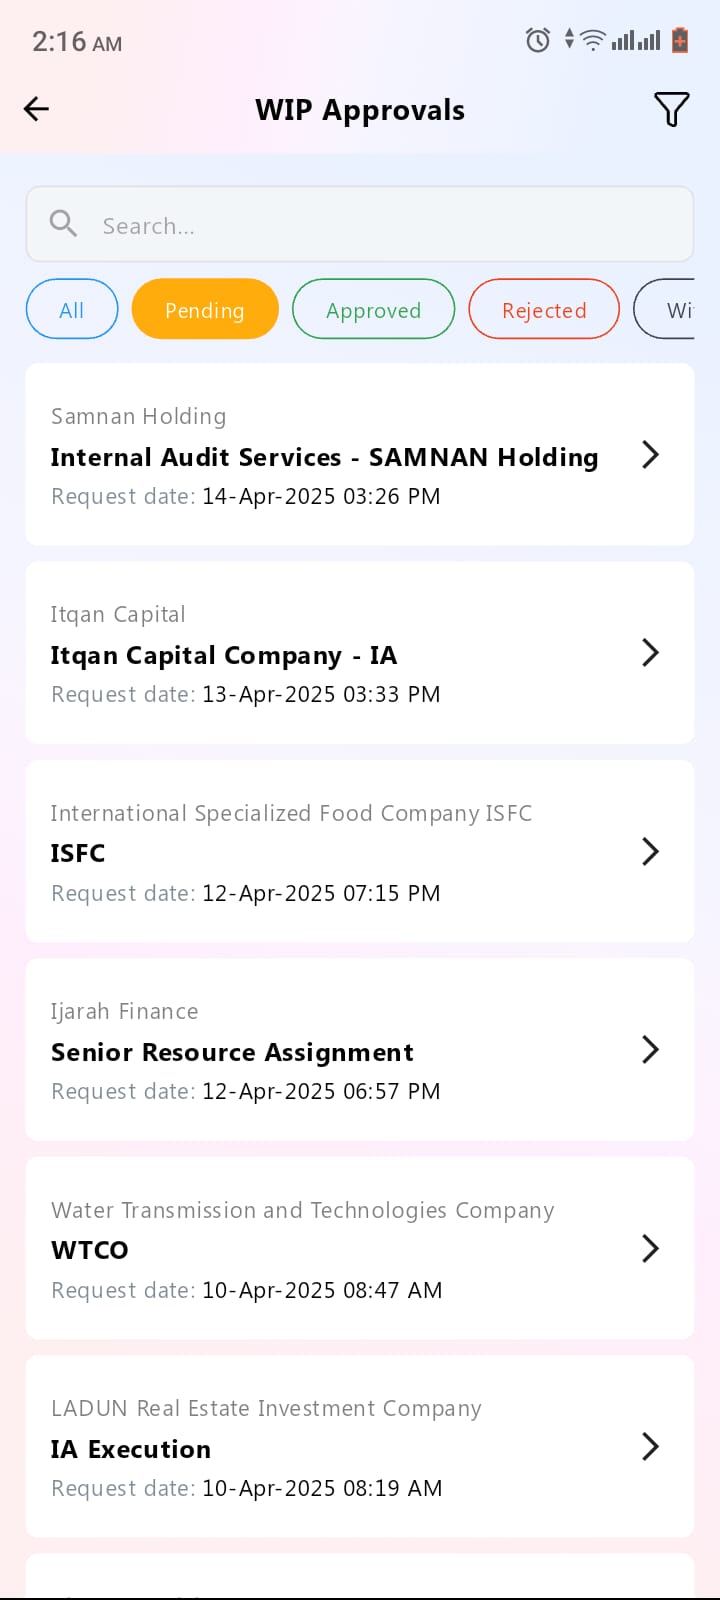 2:16 AM
WIP Approvals
Search...
All
Pending
Approved
Rejected
Samnan Holding
Internal Audit Services - SAMNAN Holding
Request date: 14-Apr-2025 03:26 PM
Itqan Capital
Itqan Capital Company - IA
Request date: 13-Apr-2025 03:33 PM
International Specialized Food Company ISFC
ISFC
Request date: 12-Apr-2025 07:15 PM
Ijarah Finance
Senior Resource Assignment
Request date: 12-Apr-2025 06:57 PM
Water Transmission and Technologies Company
WTCO
Request date: 10-Apr-2025 08:47 AM
LADUN Real Estate Investment Company
IA Execution
Request date: 10-Apr-2025 08:19 AM